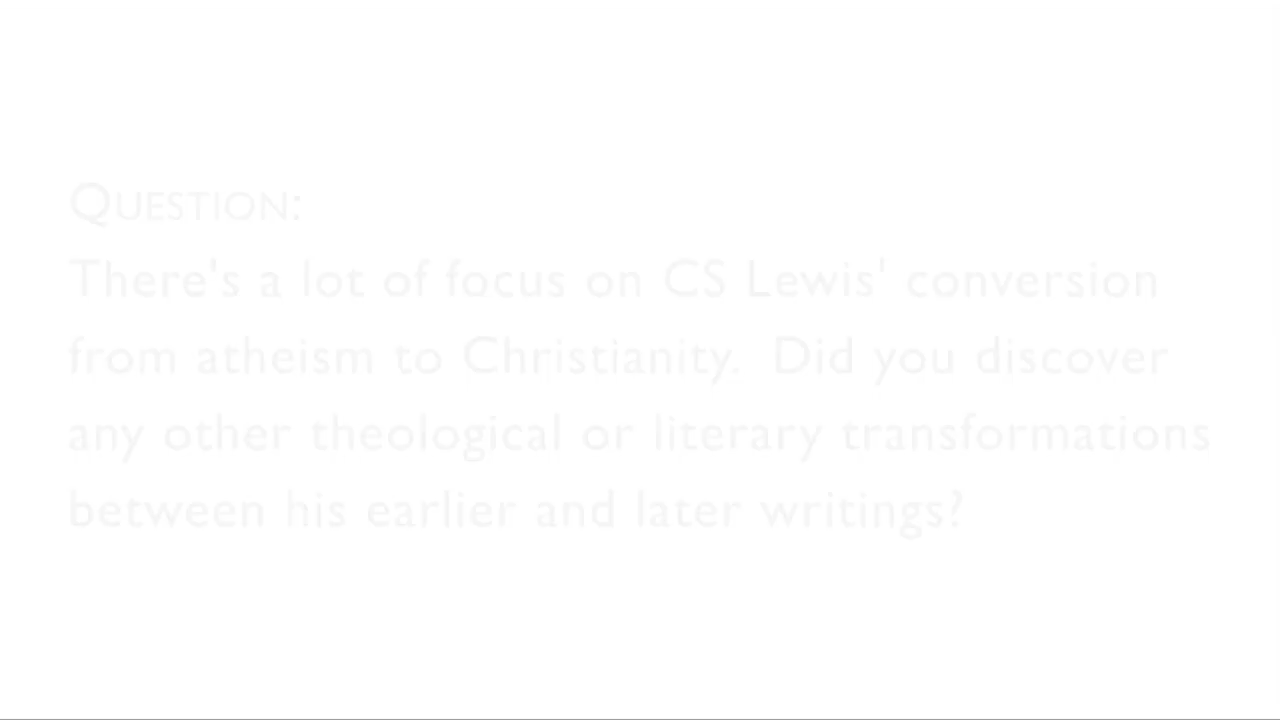 QUESTION:
There's a lot of focus on CS Lewis' conversion
from atheism to Christianity.  Did you discover
any other theological or literary transformations
between his earlier and later writings?